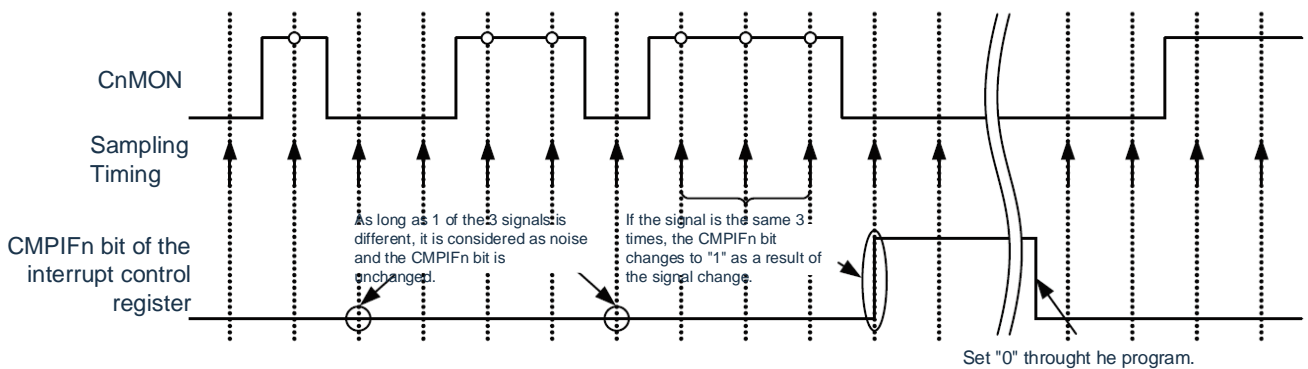 CnMON
Sampling
Timing
As long as 1 of the 3 signals is
different, it is considered as noise
and the CMPIFn bit is
unchanged.
If the signal is the same 3
times, the CMPIFn bit
changes to "1" as a result of
the signal change.
CMPIFn bit of the
interrupt control
register
Set "0" throught he program.